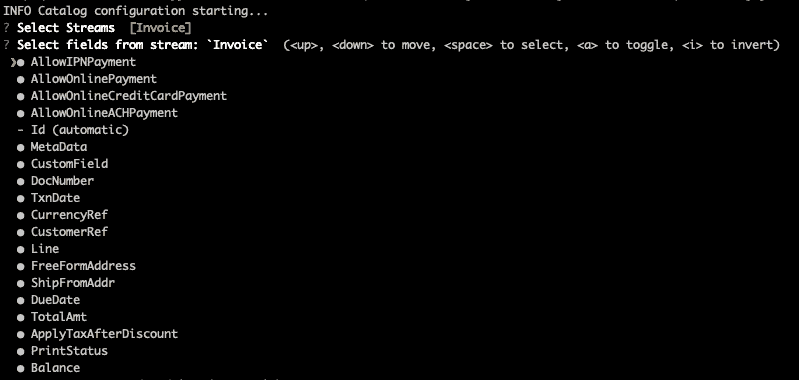 INFO Catalog configuration starting...
? Select Streams [Invoice]
? Select fields from stream: `Invoice` (<up>, <down> to move, <space> to select, <a> to toggle, <i> to invert)
❯● AllowIPNPayment
● AllowOnlinePayment
● AllowOnlineCreditCardPayment
● AllowOnlineACHPayment
- Id (automatic)
● MetaData
● CustomField
● DocNumber
● TxnDate
● CurrencyRef
● CustomerRef
● Line
● FreeFormAddress
● ShipFromAddr
● DueDate
● TotalAmt
● ApplyTaxAfterDiscount
● PrintStatus
● Balance